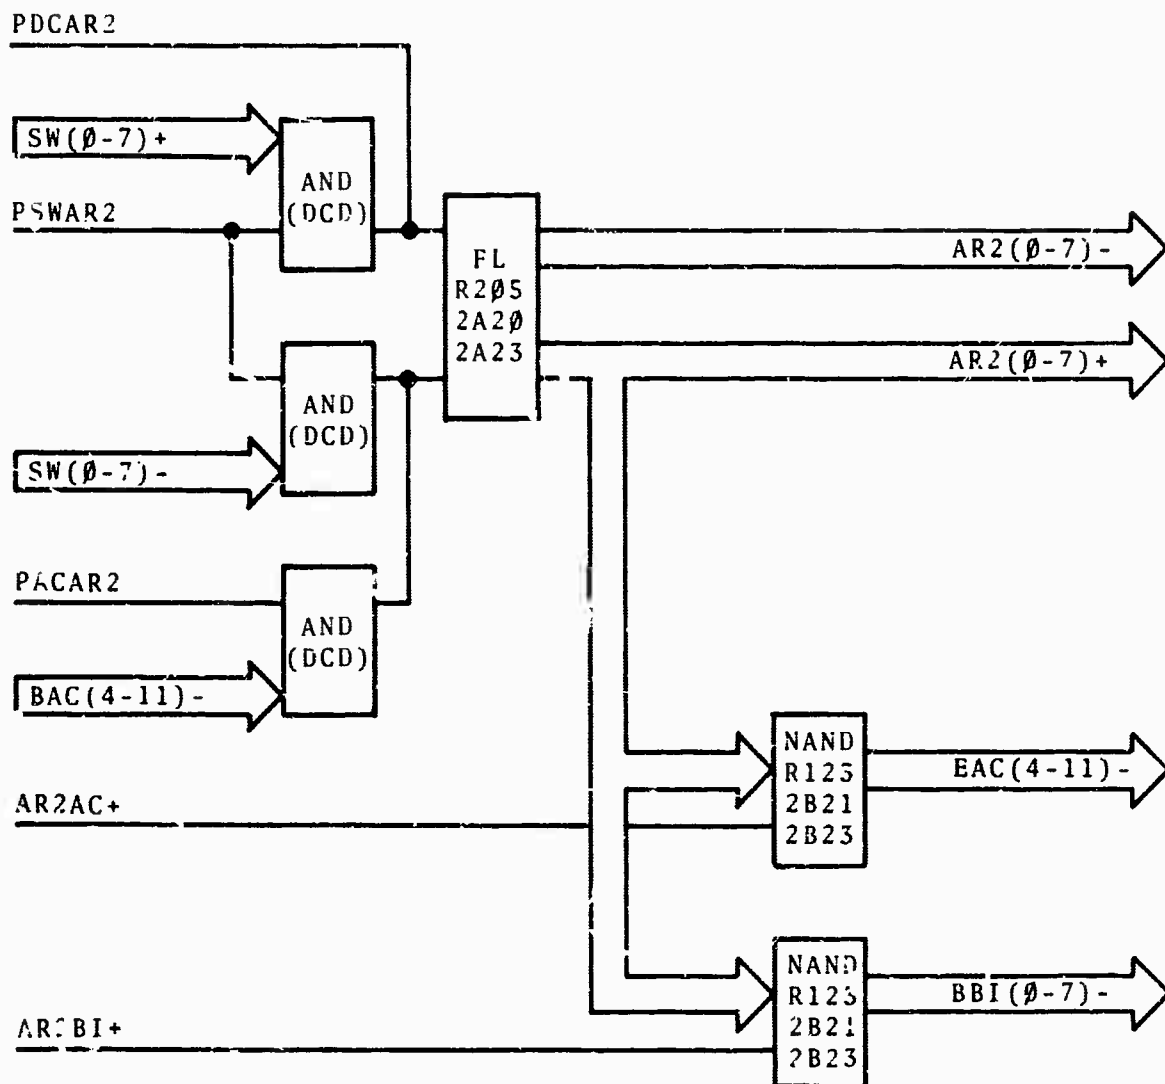 PDCAR2
SW(Ø-7)+
AND
(DCD)
PSWAR2
FL
R2Ø5
2A2Ø
2A23
AR2(Ø-7)-
AR2(Ø-7)+
AND
(DCD)
SW(Ø-7)-
PACAR2
AND
(DCD)
BAC(4-11)-
NAND
R123
2B21
2B23
EAC(4-11)-
AR2AC+
NAND
R123
2B21
2B23
BBI(Ø-7)-
AR2BI+